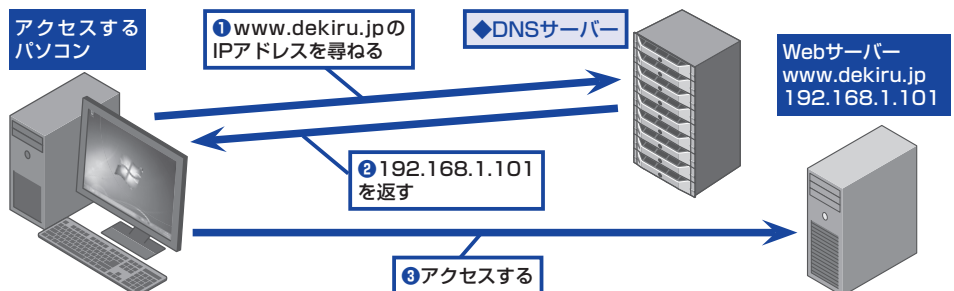 アクセスする
パソコン
❶www.dekiru.jpの
IPアドレスを尋ねる
◆DNSサーバー
Webサーバー
www.dekiru.jp
192.168.1.101
❷192.168.1.101
を返す
❸アクセスする